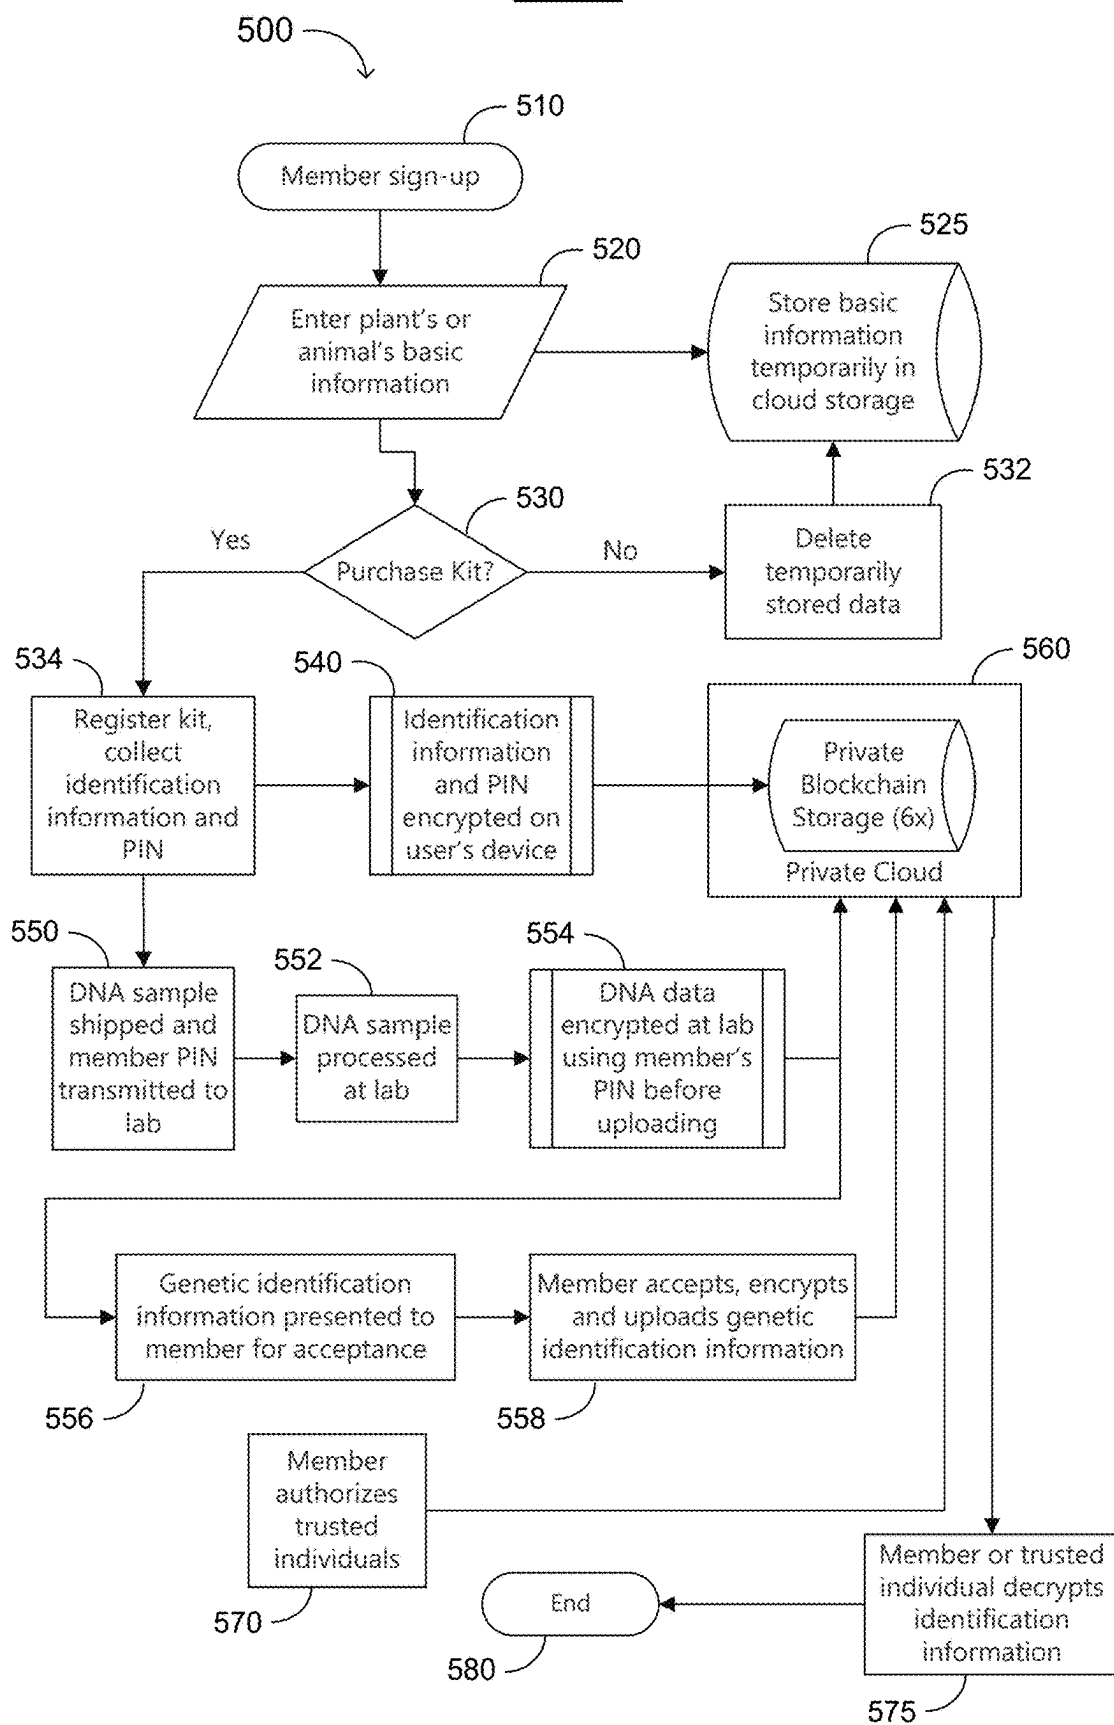 500
510
Member sign-up
520
525
Enter plant's or
animal's basic
information
Store basic
information
temporarily in
cloud storage
530
532
Yes
Purchase Kit?
No
Delete
temporarily
stored data
534
540
560
Register kit,
collect
identification
information and
PIN
Identification
information
and PIN
encrypted on
user's device
Private
Blockchain
Storage (6x)
Private Cloud
550
552
554
DNA sample
shipped and
member PIN
transmitted to
lab
DNA sample
processed
at lab
DNA data
encrypted at lab
using member's
PIN before
uploading
Genetic identification
information presented to
member for acceptance
Member accepts, encrypts
and uploads genetic
identification information
556
558
Member
authorizes
trusted
individuals
570
End
580
Member or trusted
individual decrypts
identification
information
575